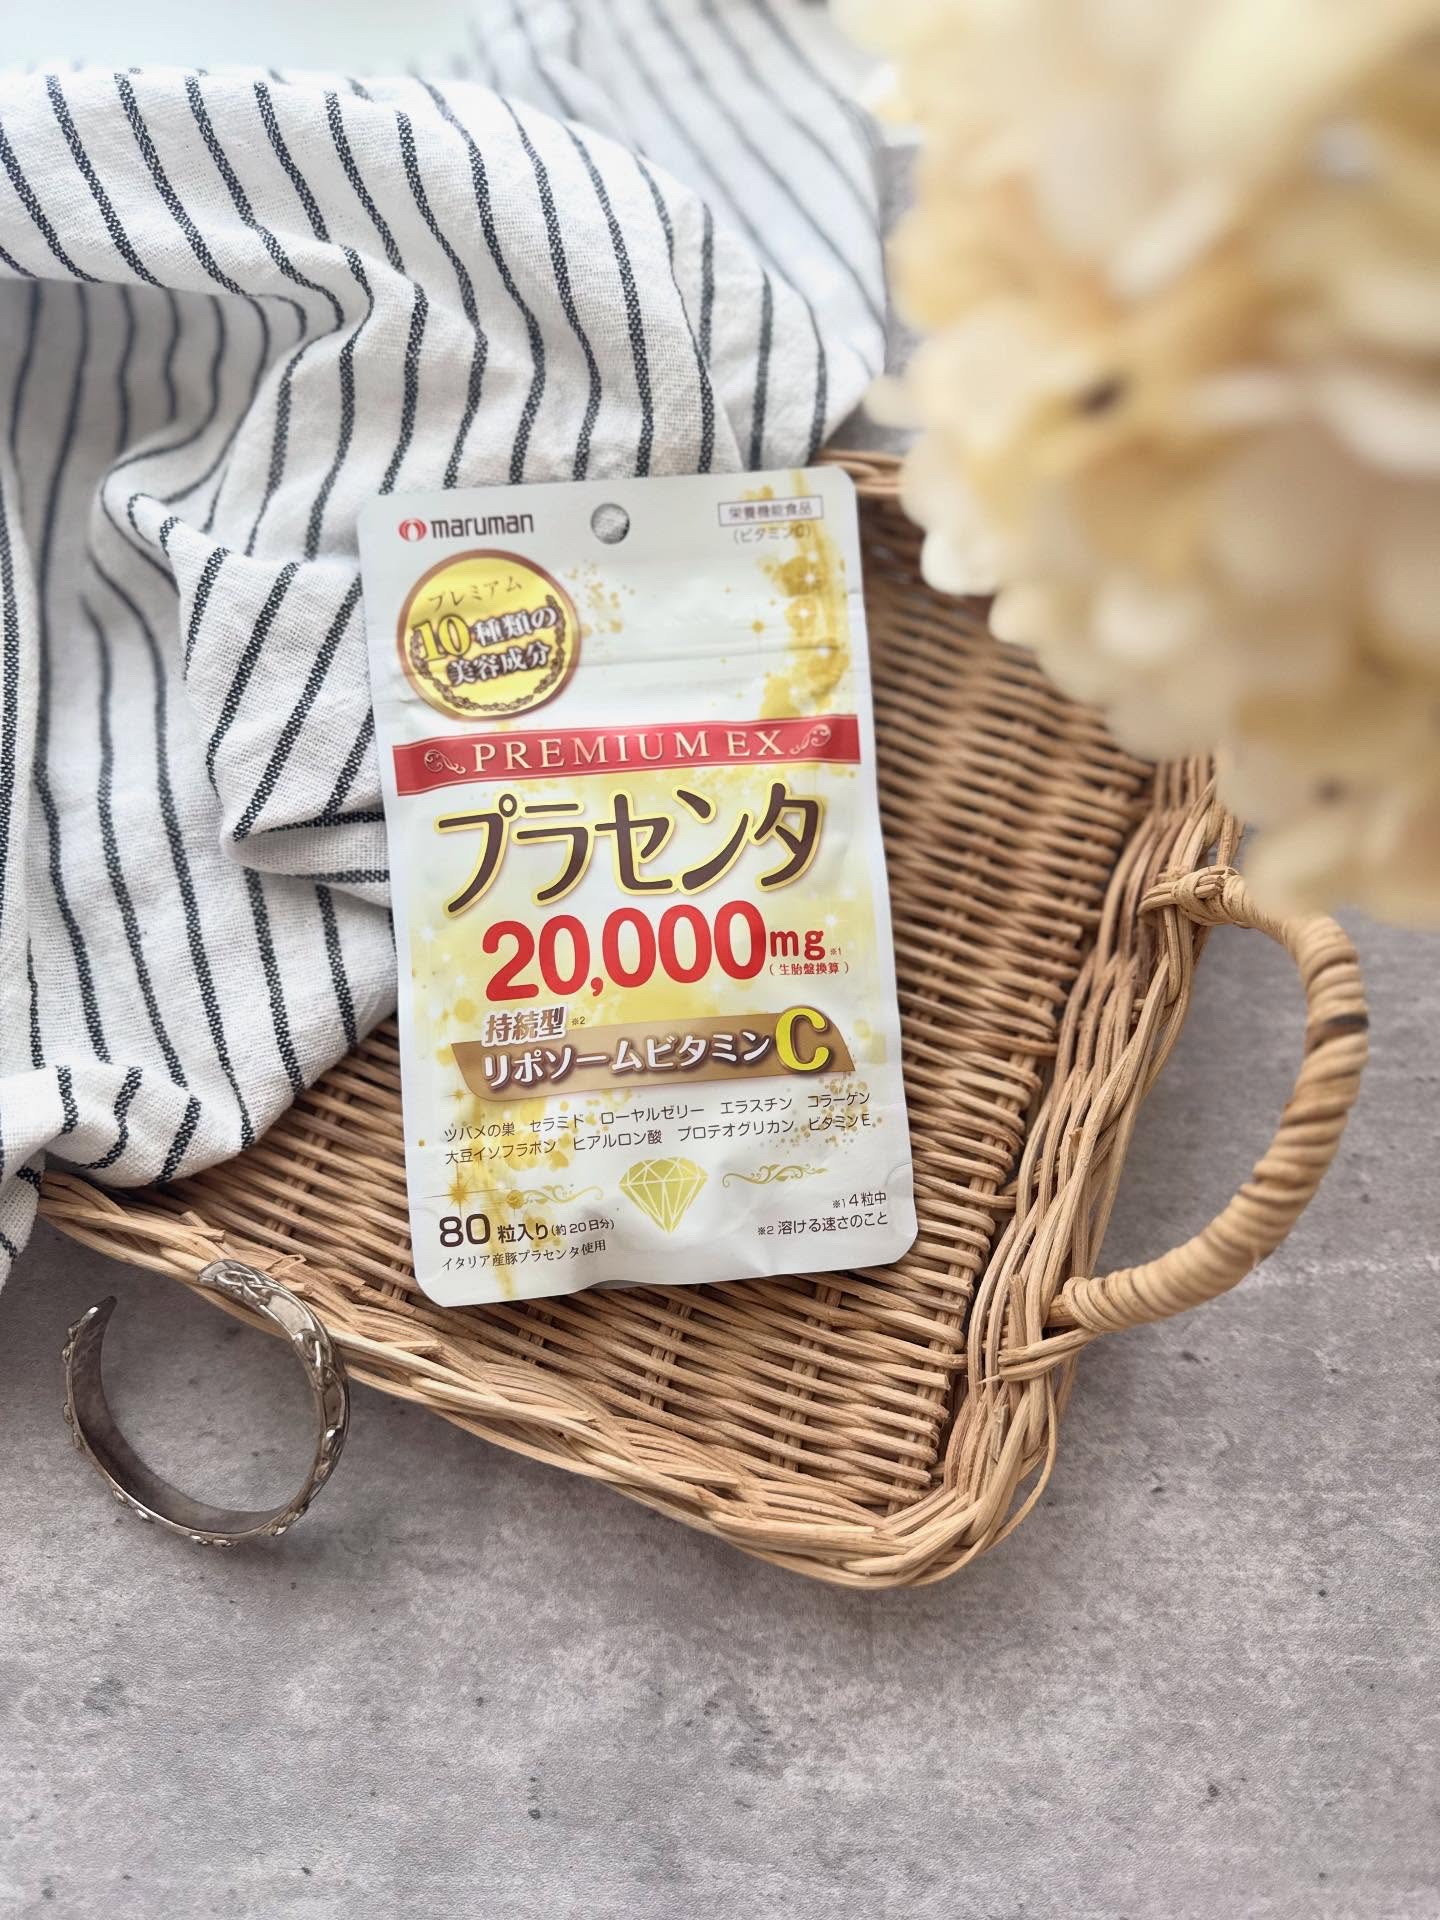 maruman
栄養機能食品
(ビタミンC)
プレミアム
10種類の
美容成分
PREMIUM EX
プラセンタ
20,000mg※1
(生胎盤換算)
持続型※2
リポソームビタミンC
ツバメの巣 セラミド ローヤルゼリー エラスチン コラーゲン
大豆イソフラボン ヒアルロン酸 プロテオグリカン ビタミンE
80粒入り(約20日分)
イタリア産豚プラセンタ使用
※1 4粒中
※2 溶ける速さのこと